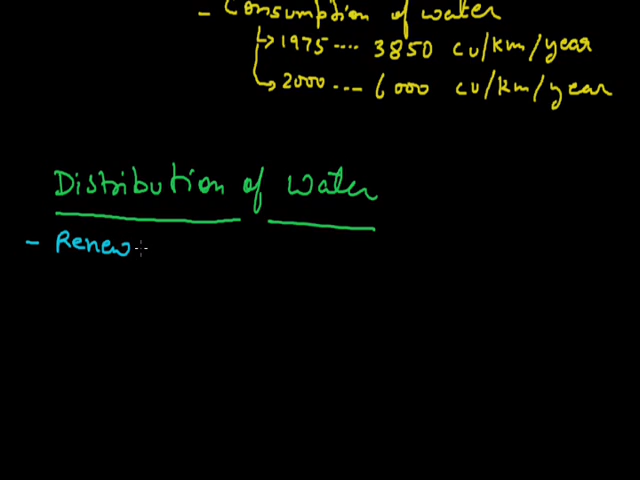 - Consumption of water
↳ 1975 .... 3850 cu/km/year
↳ 2000 ... 6000 cu/km/year
Distribution of water
- Renew